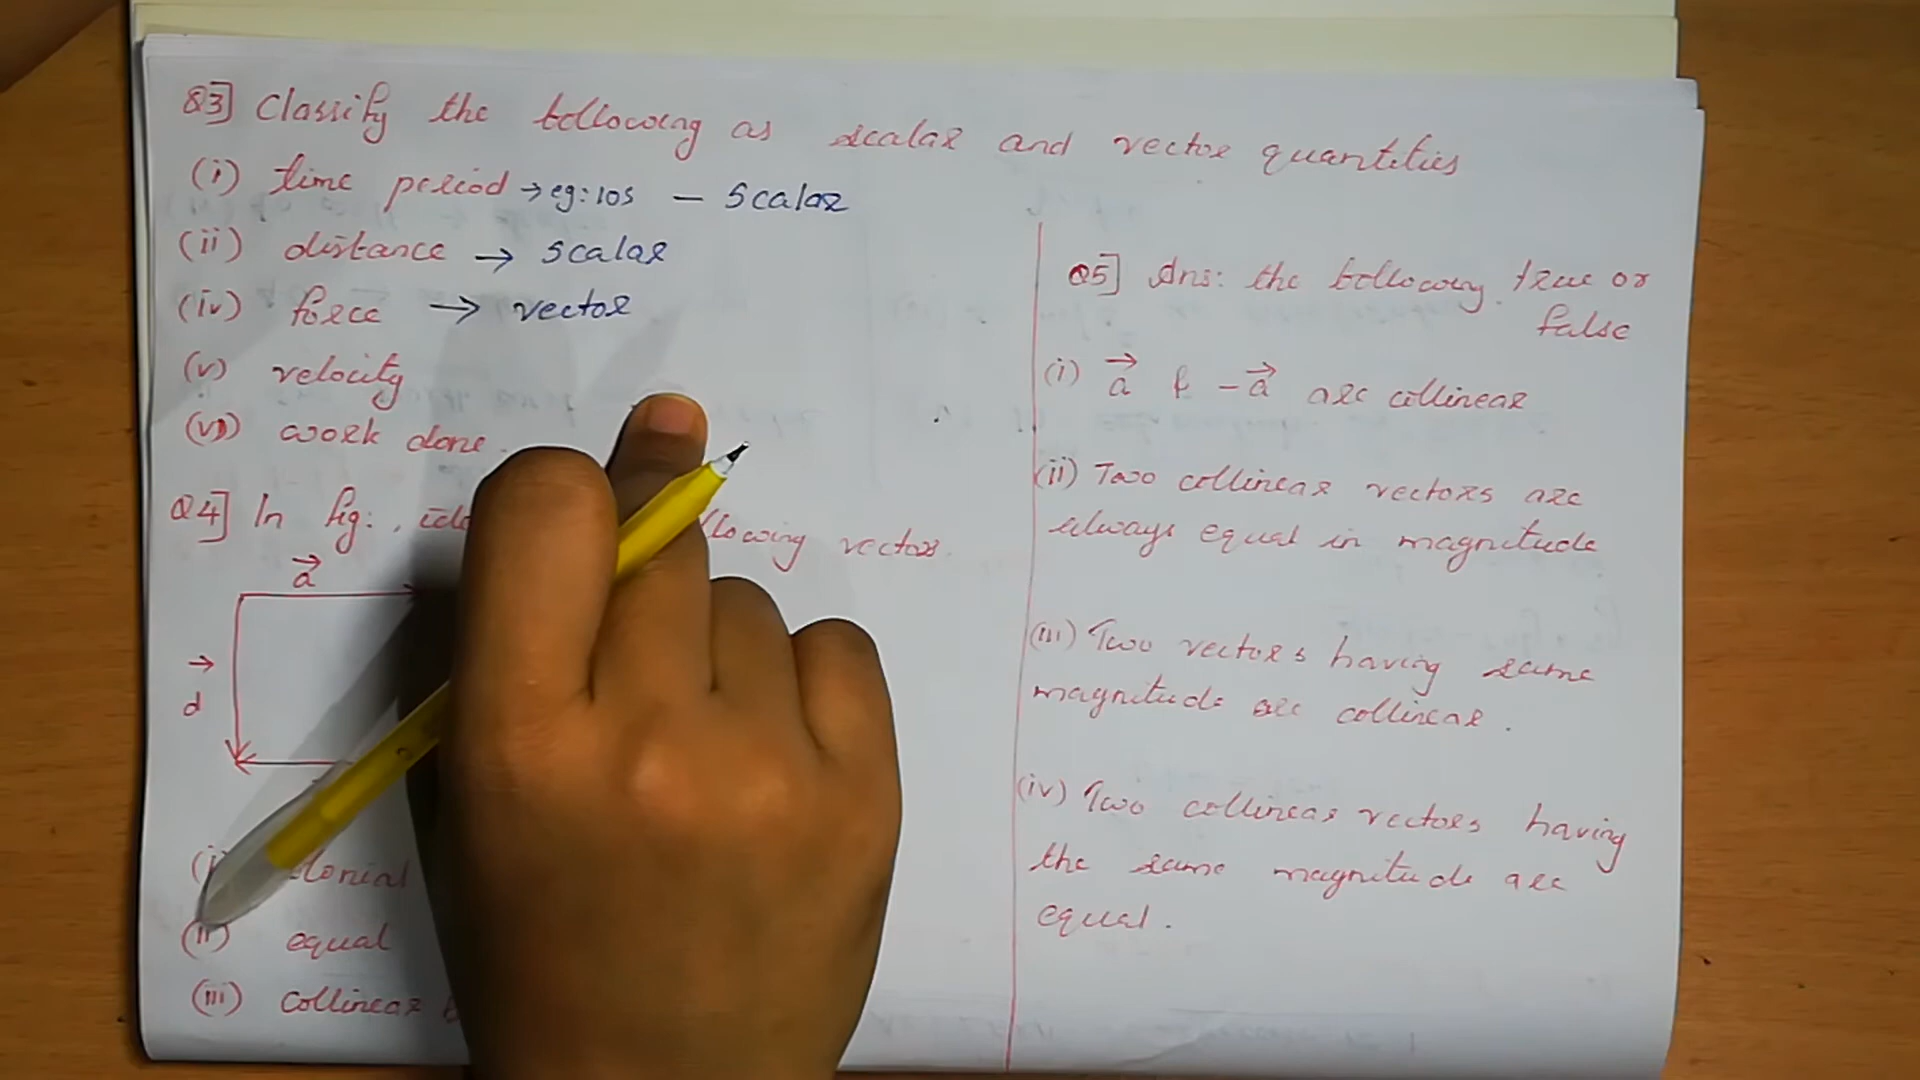 Q3] Classify the following as scalar and vector quantities
(i) time period → eg: 10s — Scalar
(ii) distance → scalar
(iv) force → vector
(v) velocity
(vi) work done.
Q4] In fig:, vectors.
a
d
(ii) equal
(iii) collinear
Q5] Ans: the following true or
false
(i) a & -a are collinear
(ii) Two collinear vectors are
always equal in magnitude
(iii) Two vectors having same
magnitude are collinear.
(iv) Two collinear vectors having
the same magnitude are
equal.